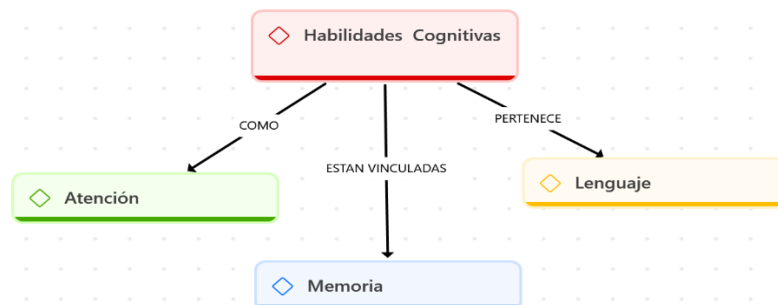 Habilidades Cognitivas
COMO
PERTENECE
ESTAN VINCULADAS
Atención
Lenguaje
Memoria